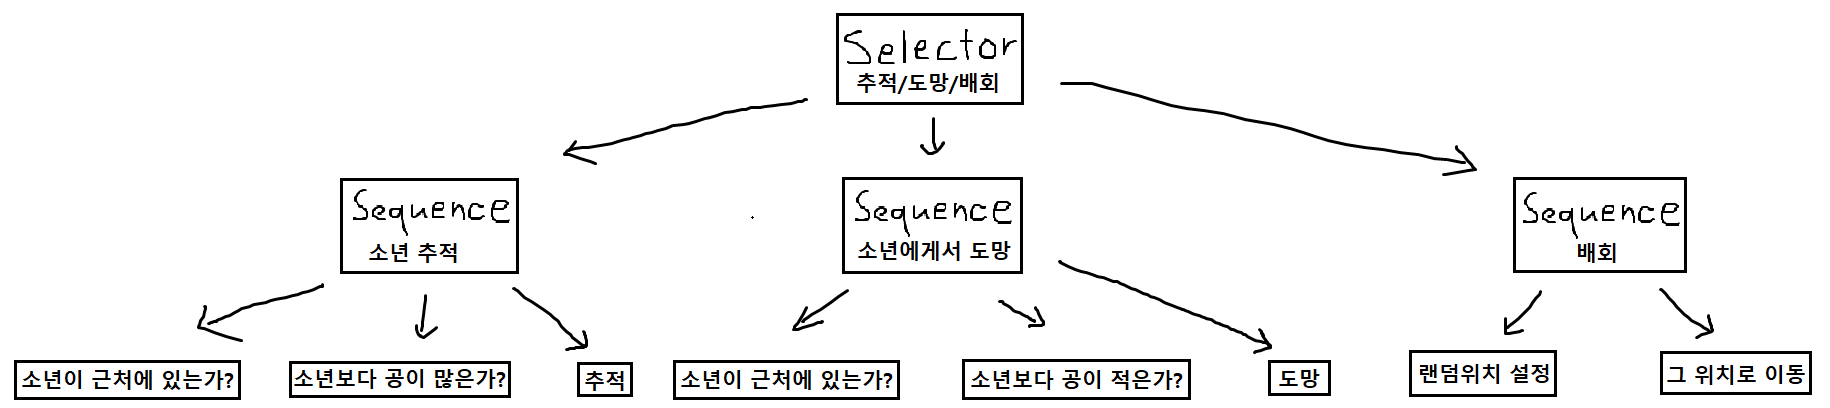 Selector
추적/도망/배회
Sequence
소년 추적
Sequence
소년에게서 도망
Sequence
배회
소년이 근처에 있는가?
소년보다 공이 많은가?
추적
소년이 근처에 있는가?
소년보다 공이 적은가?
도망
랜덤위치 설정
그 위치로 이동